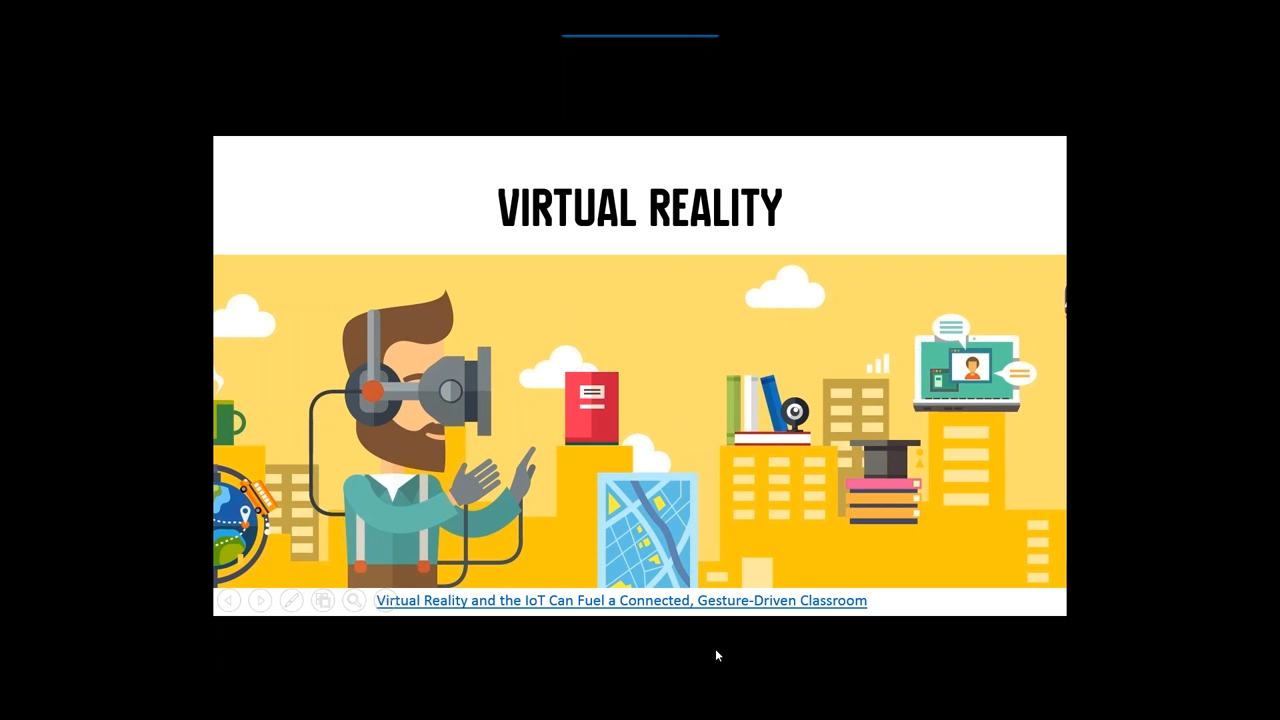 VIRTUAL REALITY
Virtual Reality and the IoT Can Fuel a Connected, Gesture-Driven Classroom